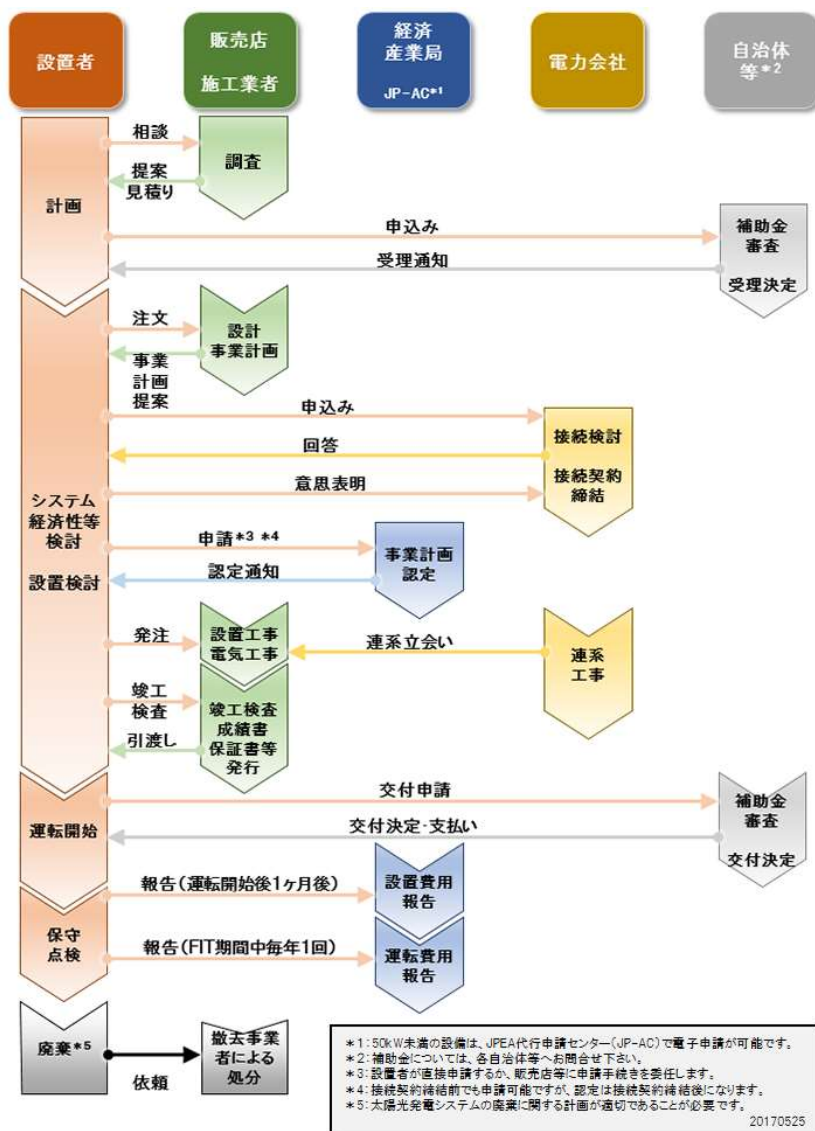 設置者
販売店
施工業者
経済
産業局
JP-AC*1
電力会社
自治体
等*2
相談
提案
見積り
調査
計画
申込み
受理通知
補助金
審査
受理決定
注文
設計
事業計画
事業
計画
提案
申込み
回答
意思表明
接続検討
接続契約
締結
システム
経済性等
検討
設置検討
申請*3 *4
認定通知
事業計画
認定
発注
設置工事
電気工事
連系立会い
連系
工事
竣工
検査
引渡し
竣工検査
成績書
保証書等
発行
運転開始
交付申請
交付決定・支払い
補助金
審査
交付決定
報告(運転開始後1ヶ月後)
設置費用
報告
保守
点検
報告(FIT期間中毎年1回)
運転費用
報告
廃棄*5
依頼
撤去事業
者による
処分
*1:50kW未満の設備は、JPEA代行申請センター(JP-AC)で電子申請が可能です。
*2:補助金については、各自治体等へお問合せ下さい。
*3:設置者が直接申請するか、販売店等に申請手続きを委任します。
*4:接続契約締結前でも申請可能ですが、認定は接続契約締結後になります。
*5:太陽光発電システムの廃棄に関する計画が適切であることが必要です。
20170525